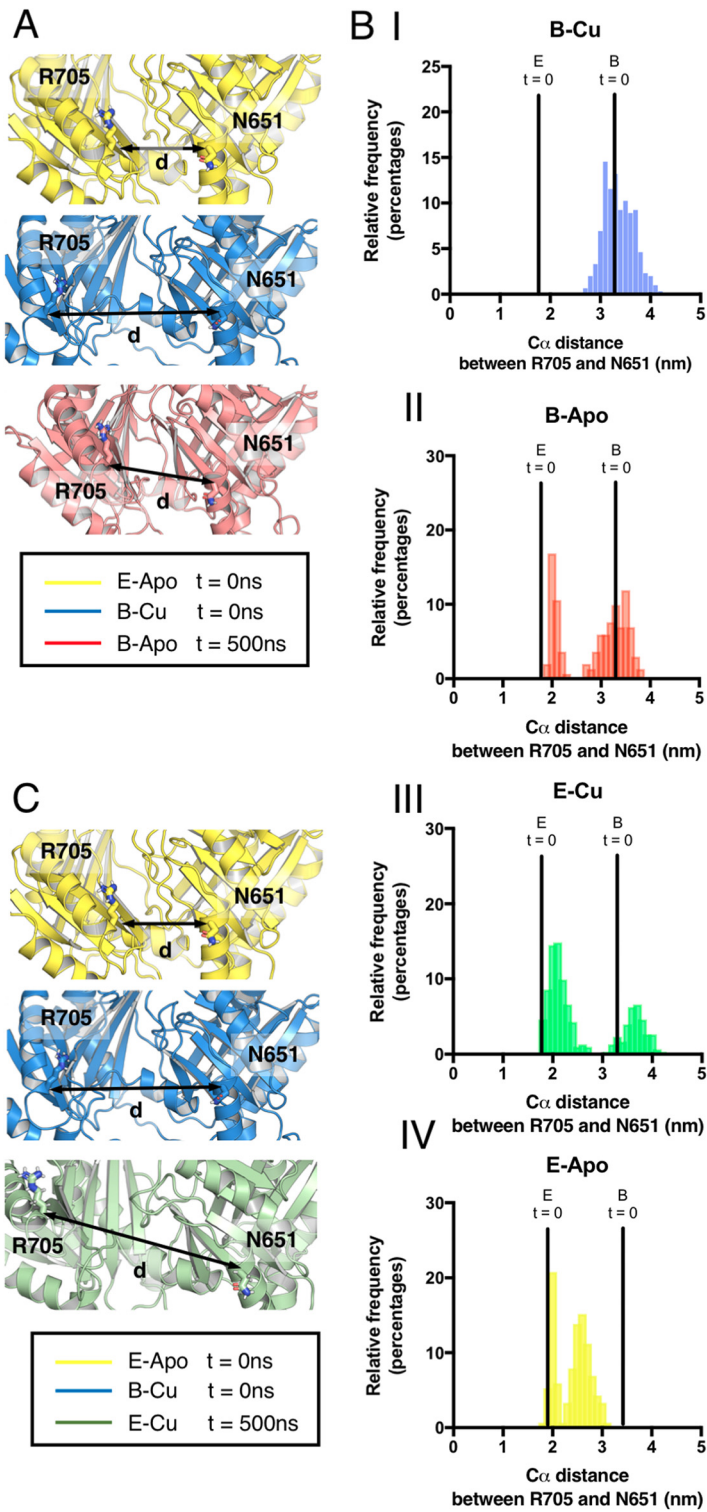 A
R705
N651
d
R705
N651
d
N651
R705
d
E-Apo t = 0ns
B-Cu t = 0ns
B-Apo t = 500ns
B I
B-Cu
E B
t = 0 t = 0
25
20
15
10
5
0
0 1 2 3 4 5
Relative frequency
(percentages)
Cα distance
between R705 and N651 (nm)
II
B-Apo
E B
t = 0 t = 0
30
20
10
0
0 1 2 3 4 5
Relative frequency
(percentages)
Cα distance
between R705 and N651 (nm)
C
R705
N651
d
R705
N651
d
R705
N651
d
E-Apo t = 0ns
B-Cu t = 0ns
E-Cu t = 500ns
III
E-Cu
E B
t = 0 t = 0
30
20
10
0
0 1 2 3 4 5
Relative frequency
(percentages)
Cα distance
between R705 and N651 (nm)
IV
E-Apo
E B
t = 0 t = 0
30
20
10
0
0 1 2 3 4 5
Relative frequency
(percentages)
Cα distance
between R705 and N651 (nm)